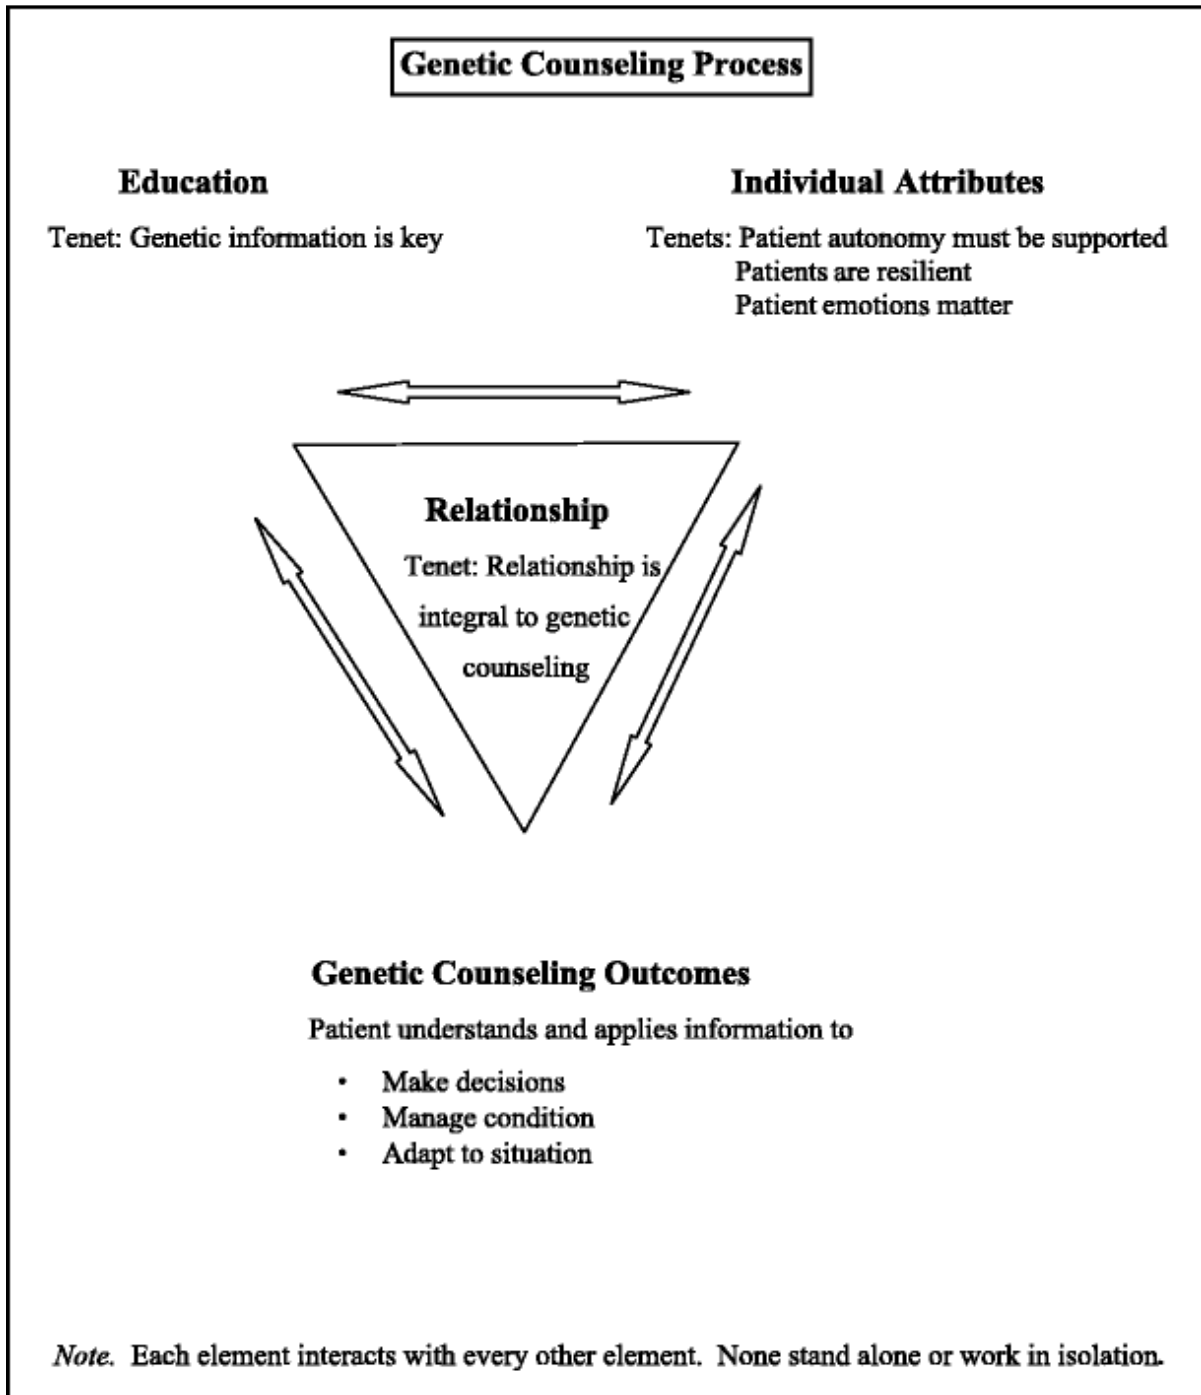 Genetic Counseling Process
Education
Tenet: Genetic information is key
Individual Attributes
Tenets: Patient autonomy must be supported
Patients are resilient
Patient emotions matter
Relationship
Tenet: Relationship is
integral to genetic
counseling
Genetic Counseling Outcomes
Patient understands and applies information to
• Make decisions
• Manage condition
• Adapt to situation
Note. Each element interacts with every other element. None stand alone or work in isolation.